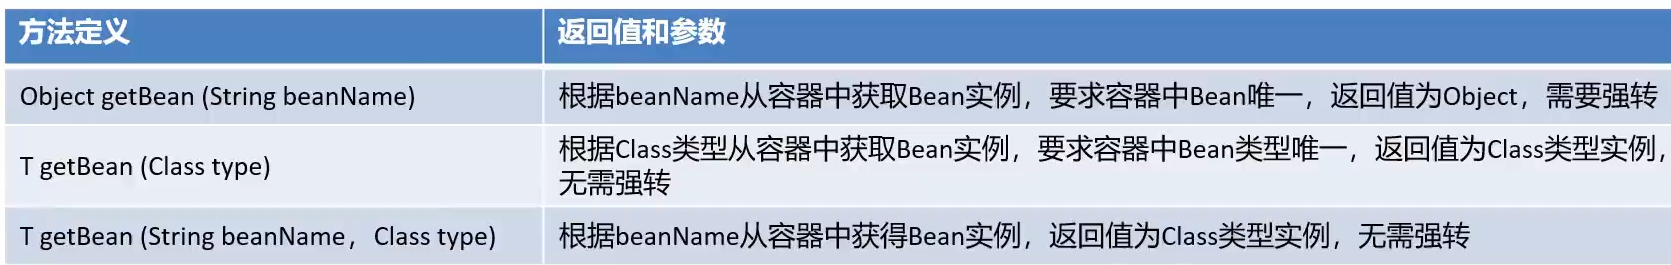 方法定义
返回值和参数
Object getBean (String beanName)
根据beanName从容器中获取Bean实例，要求容器中Bean唯一，返回值为Object，需要强转
T getBean (Class type)
根据Class类型从容器中获取Bean实例，要求容器中Bean类型唯一，返回值为Class类型实例，
无需强转
T getBean (String beanName，Class type)
根据beanName从容器中获得Bean实例，返回值为Class类型实例，无需强转